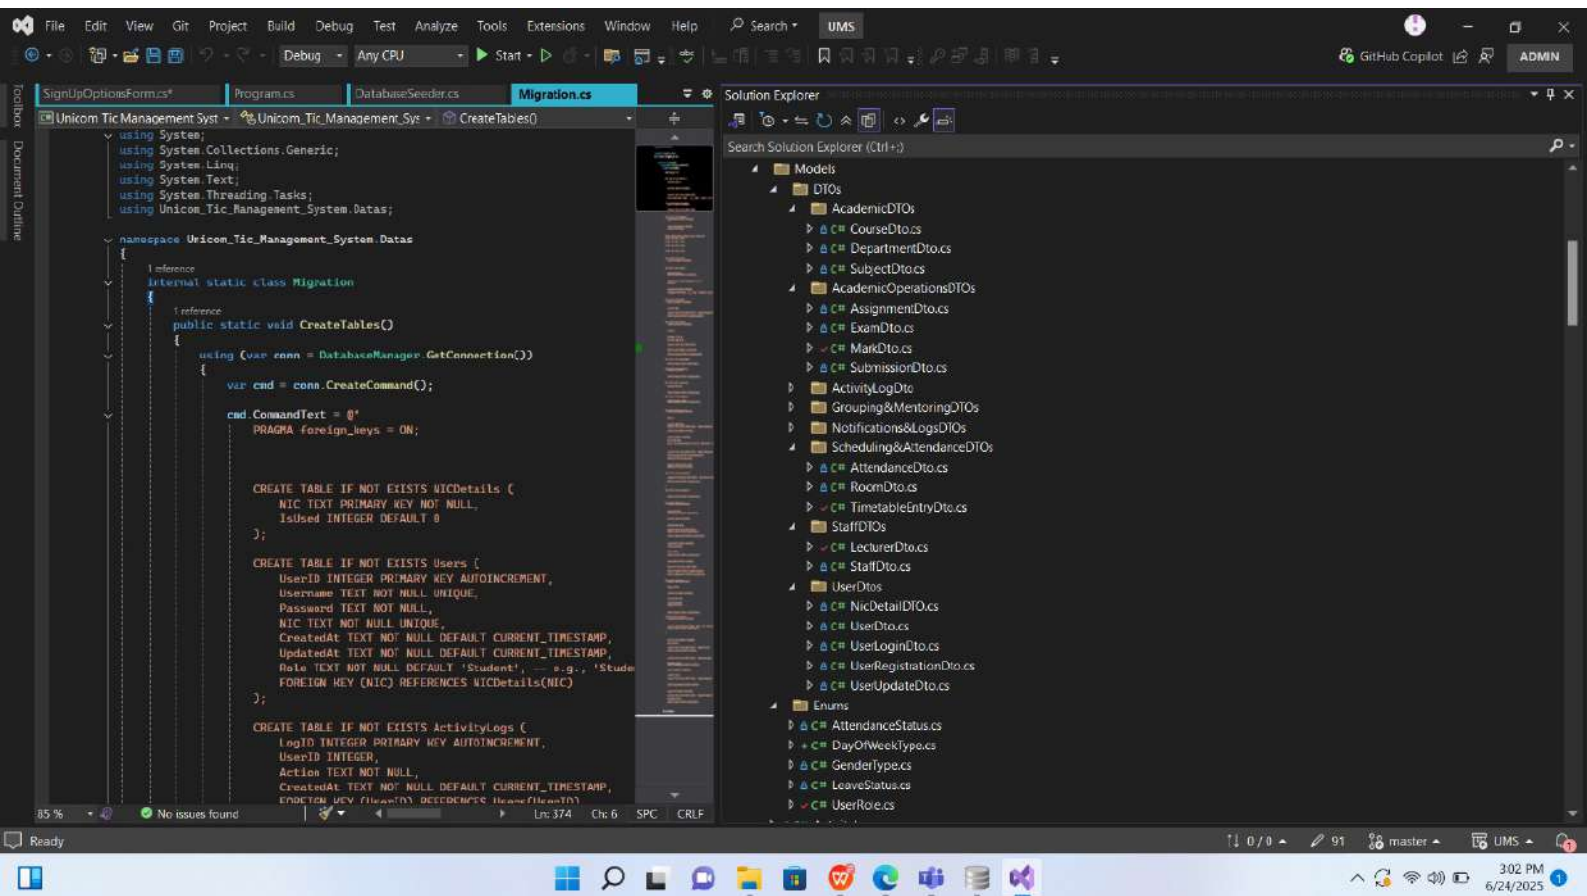 File Edit View Git Project Build Debug Test Analyze Tools Extensions Window Help Search UMS
Debug Any CPU Start GitHub Copilot ADMIN
Toolbox
Document Outline
SignUpOptionsForm.cs* Program.cs DatabaseSeeder.cs Migration.cs
Unicom Tic Management Syst Unicom_Tic_Management_Sys CreateTables()
using System;
using System.Collections.Generic;
using System.Linq;
using System.Text;
using System.Threading.Tasks;
using Unicom_Tic_Management_System.Datas;
namespace Unicom_Tic_Management_System.Datas
{
1 reference
internal static class Migration
{
1 reference
public static void CreateTables()
{
using (var conn = DatabaseManager.GetConnection())
{
var cmd = conn.CreateCommand();
cmd.CommandText = @"
PRAGMA foreign_keys = ON;
CREATE TABLE IF NOT EXISTS NICDetails (
NIC TEXT PRIMARY KEY NOT NULL,
IsUsed INTEGER DEFAULT 0
);
CREATE TABLE IF NOT EXISTS Users (
UserID INTEGER PRIMARY KEY AUTOINCREMENT,
Username TEXT NOT NULL UNIQUE,
Password TEXT NOT NULL,
NIC TEXT NOT NULL UNIQUE,
CreatedAt TEXT NOT NULL DEFAULT CURRENT_TIMESTAMP,
UpdatedAt TEXT NOT NULL DEFAULT CURRENT_TIMESTAMP,
Role TEXT NOT NULL DEFAULT 'Student', -- e.g., 'Stude
FOREIGN KEY (NIC) REFERENCES NICDetails(NIC)
);
CREATE TABLE IF NOT EXISTS ActivityLogs (
LogID INTEGER PRIMARY KEY AUTOINCREMENT,
UserID INTEGER,
Action TEXT NOT NULL,
CreatedAt TEXT NOT NULL DEFAULT CURRENT_TIMESTAMP,
FOREIGN KEY (UserID) REFERENCES Users(UserID)
85 % No issues found Ln: 374 Ch: 6 SPC CRLF
Solution Explorer
Search Solution Explorer (Ctrl+;)
Models
DTOs
AcademicDTOs
C# CourseDto.cs
C# DepartmentDto.cs
C# SubjectDto.cs
AcademicOperationsDTOs
C# AssignmentDto.cs
C# ExamDto.cs
C# MarkDto.cs
C# SubmissionDto.cs
ActivityLogDto
Grouping&MentoringDTOs
Notifications&LogsDTOs
Scheduling&AttendanceDTOs
C# AttendanceDto.cs
C# RoomDto.cs
C# TimetableEntryDto.cs
StaffDTOs
C# LecturerDto.cs
C# StaffDto.cs
UserDtos
C# NicDetailDTO.cs
C# UserDto.cs
C# UserLoginDto.cs
C# UserRegistrationDto.cs
C# UserUpdateDto.cs
Enums
C# AttendanceStatus.cs
+ C# DayOfWeekType.cs
C# GenderType.cs
C# LeaveStatus.cs
C# UserRole.cs
Ready 0 / 0 91 master UMS 1
3:02 PM
6/24/2025 1